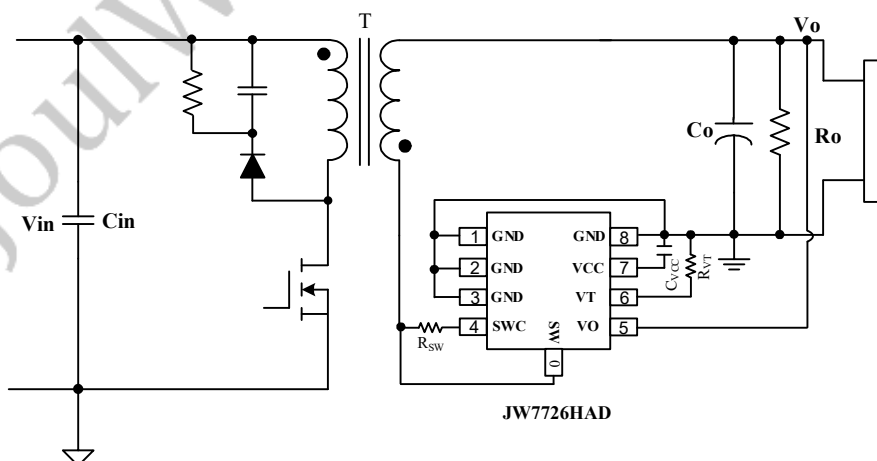 T
Vo
Co
Ro
Vin
Cin
1 GND
GND 8
2 GND
VCC 7
3 GND
VT 6
4 SWC
VO 5
SW
0
CVCC
RVT
RSW
JW7726HAD